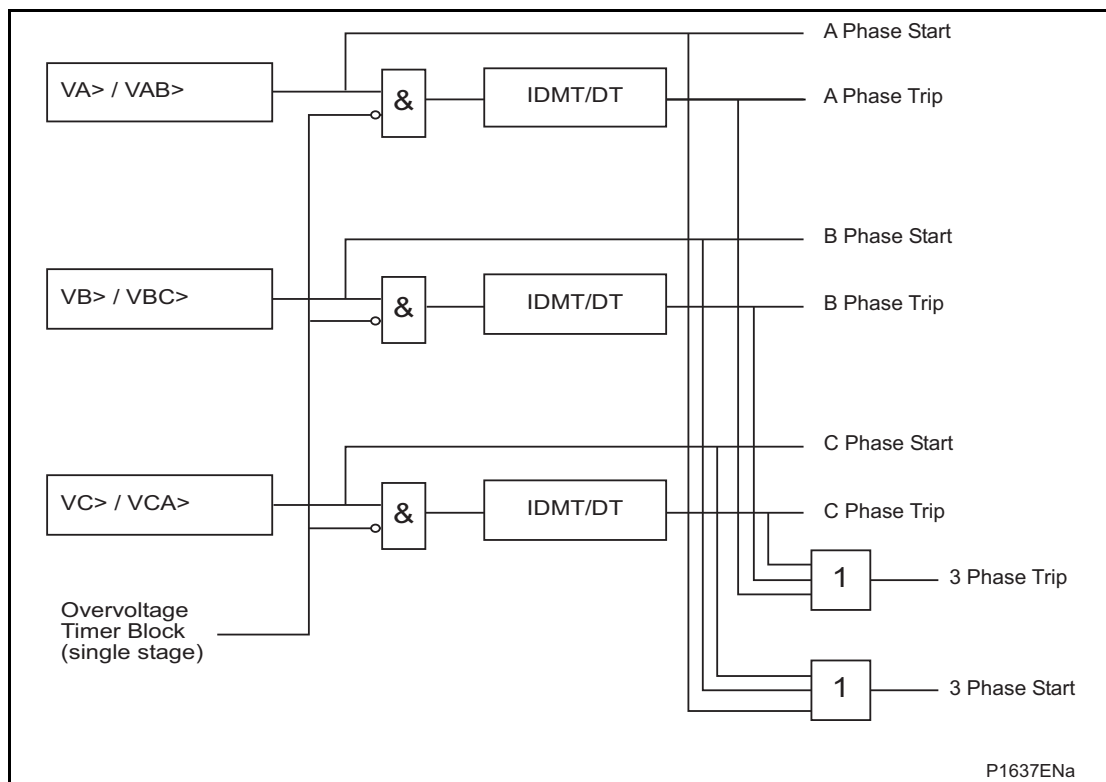 A Phase Start
VA> / VAB>
&
IDMT/DT
A Phase Trip
B Phase Start
VB> / VBC>
&
IDMT/DT
B Phase Trip
C Phase Start
VC> / VCA>
&
IDMT/DT
C Phase Trip
1
3 Phase Trip
Overvoltage
Timer Block
(single stage)
1
3 Phase Start
P1637ENa